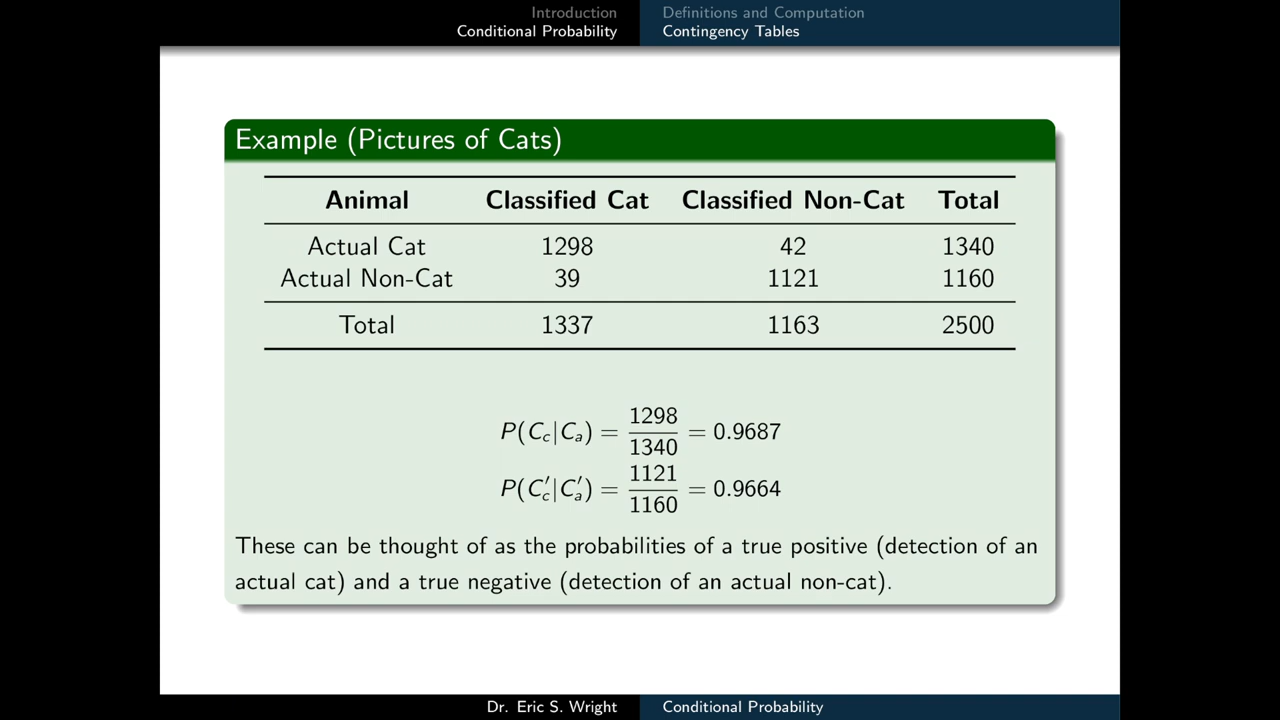 Introduction
Conditional Probability
Definitions and Computation
Contingency Tables
Example (Pictures of Cats)
Animal Classified Cat Classified Non-Cat Total
Actual Cat 1298 42 1340
Actual Non-Cat 39 1121 1160
Total 1337 1163 2500
P(C_c|C_a) = 1298/1340 = 0.9687
P(C'_c|C'_a) = 1121/1160 = 0.9664
These can be thought of as the probabilities of a true positive (detection of an
actual cat) and a true negative (detection of an actual non-cat).
Dr. Eric S. Wright Conditional Probability